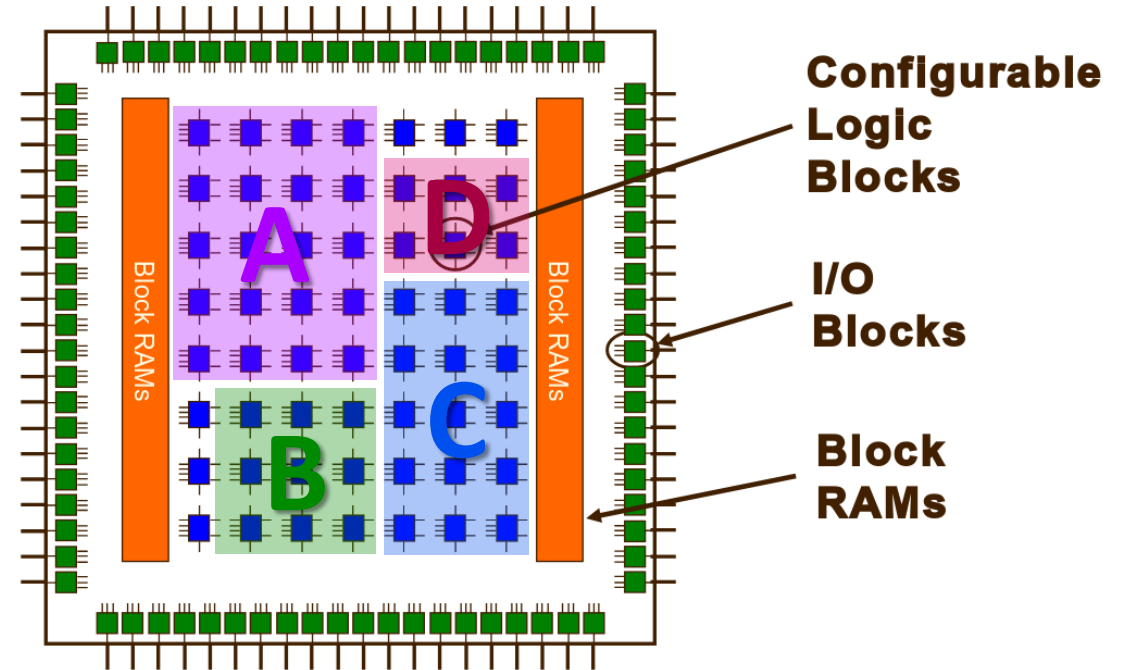 Configurable
Logic
Blocks
A
D
Block RAMs
Block RAMs
I/O
Blocks
C
B
Block
RAMs